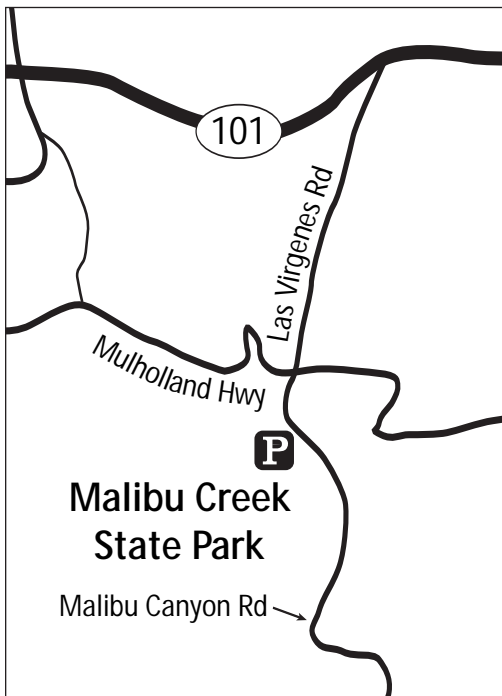 101
Las Virgenes Rd
Mulholland Hwy
P
Malibu Creek
State Park
Malibu Canyon Rd